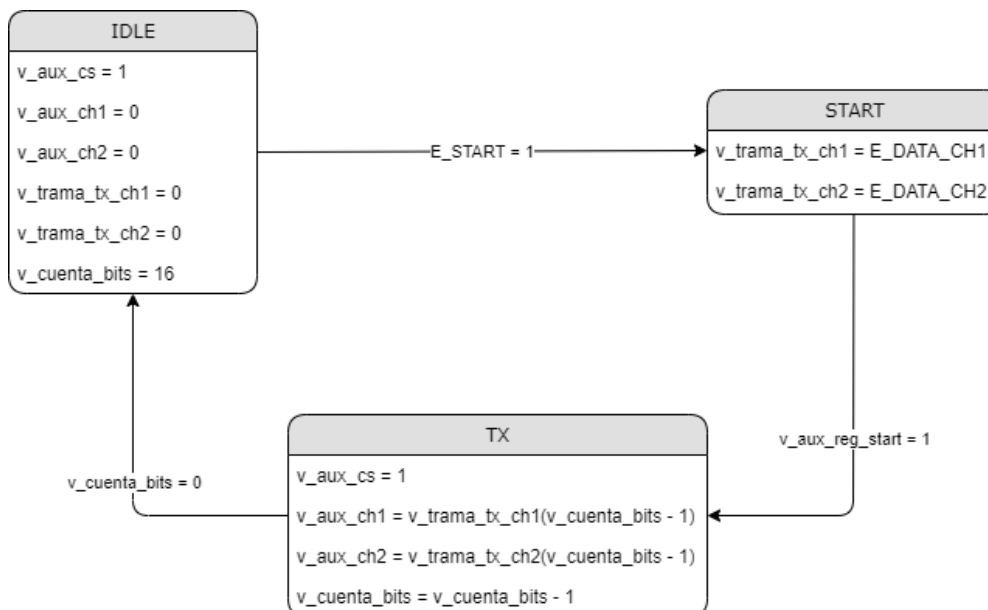 IDLE
v_aux_cs = 1
v_aux_ch1 = 0
v_aux_ch2 = 0
v_trama_tx_ch1 = 0
v_trama_tx_ch2 = 0
v_cuenta_bits = 16
E_START = 1
START
v_trama_tx_ch1 = E_DATA_CH1
v_trama_tx_ch2 = E_DATA_CH2
v_aux_reg_start = 1
TX
v_aux_cs = 1
v_aux_ch1 = v_trama_tx_ch1(v_cuenta_bits - 1)
v_aux_ch2 = v_trama_tx_ch2(v_cuenta_bits - 1)
v_cuenta_bits = v_cuenta_bits - 1
v_cuenta_bits = 0